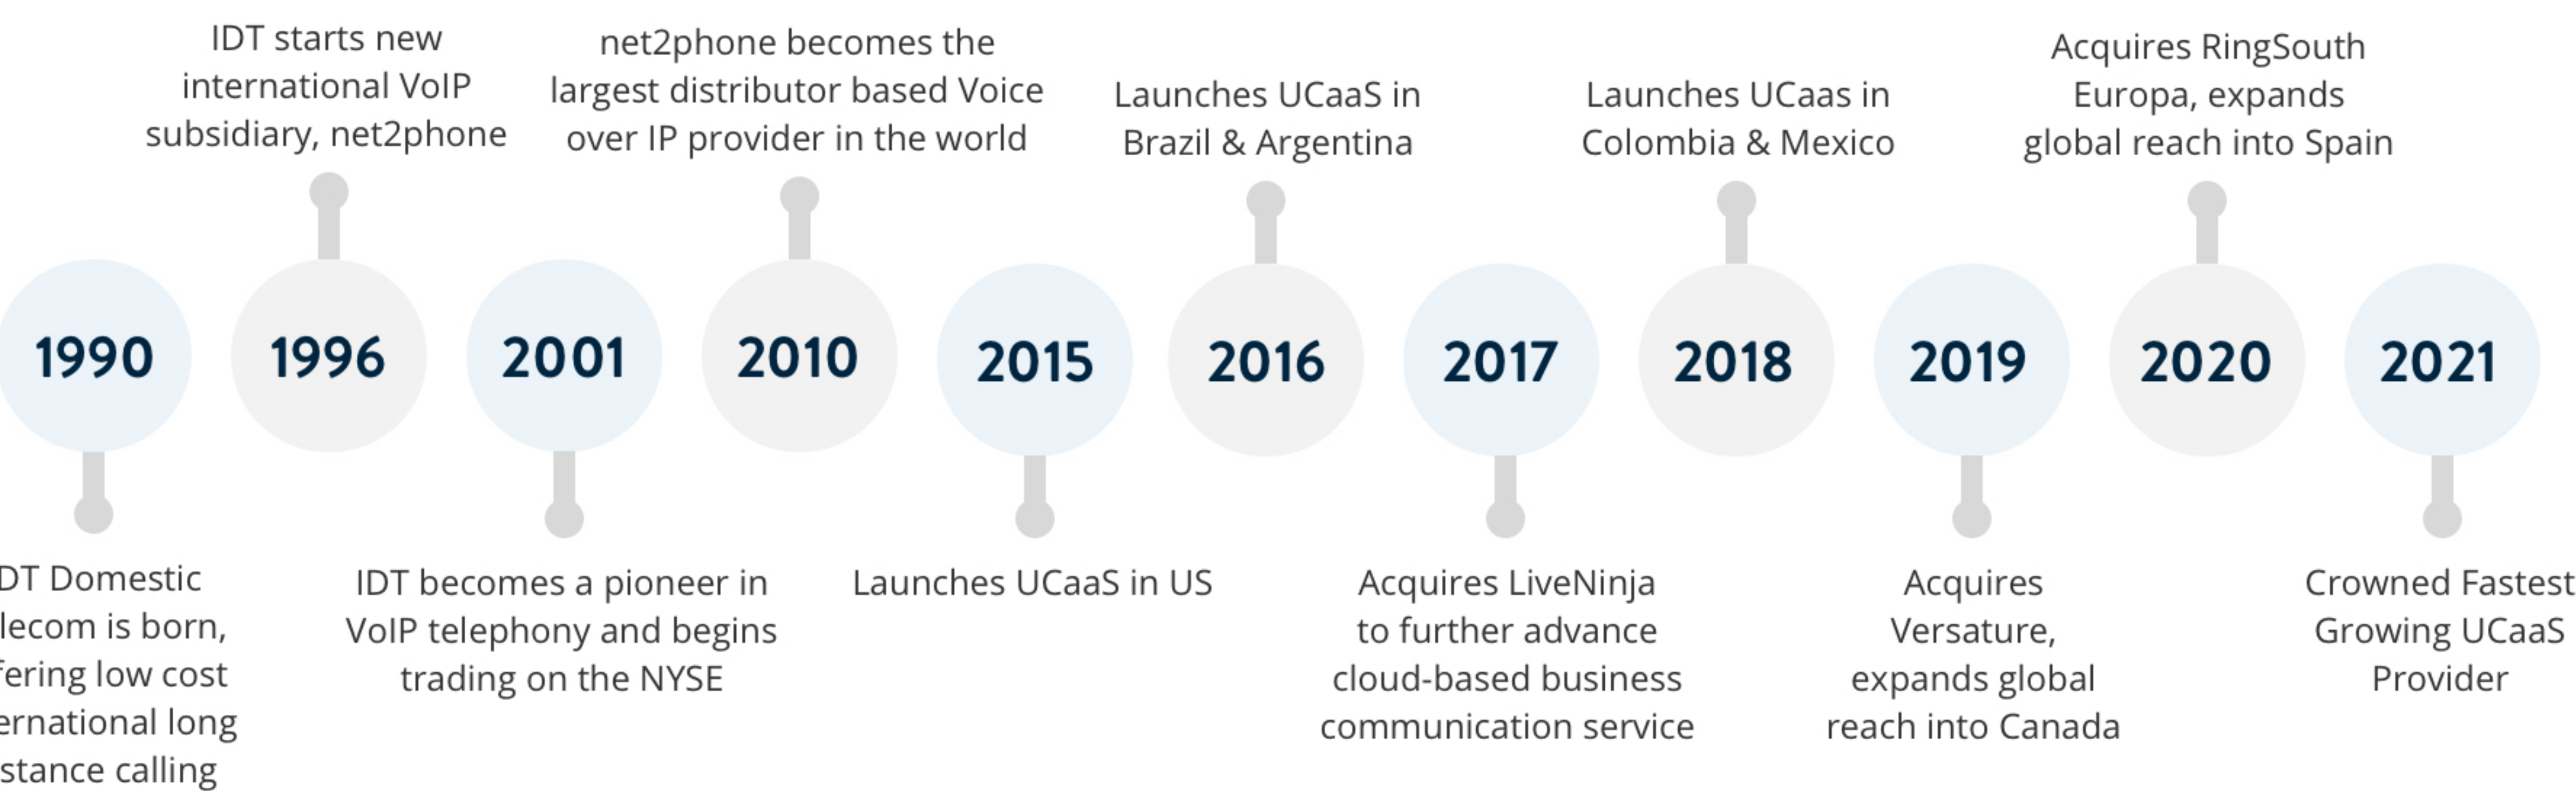 IDT starts new
international VoIP
subsidiary, net2phone
net2phone becomes the
largest distributor based Voice
over IP provider in the world
Launches UCaaS in
Brazil & Argentina
Launches UCaas in
Colombia & Mexico
Acquires RingSouth
Europa, expands
global reach into Spain
1990
1996
2001
2010
2015
2016
2017
2018
2019
2020
2021
DT Domestic
lecom is born,
fering low cost
ernational long
stance calling
IDT becomes a pioneer in
VoIP telephony and begins
trading on the NYSE
Launches UCaaS in US
Acquires LiveNinja
to further advance
cloud-based business
communication service
Acquires
Versature,
expands global
reach into Canada
Crowned Fastest
Growing UCaaS
Provider